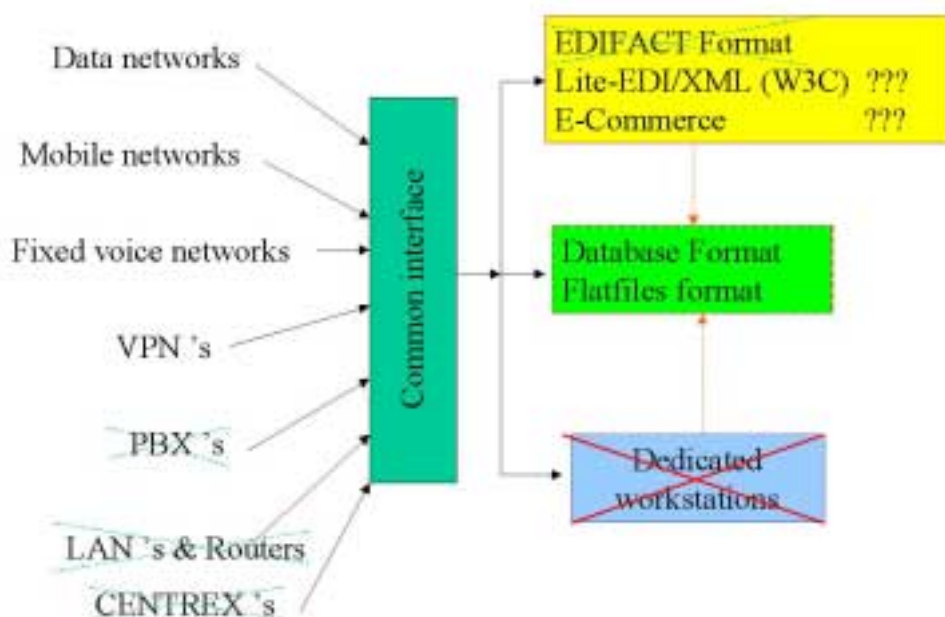 Data networks
Mobile networks
Fixed voice networks
VPN 's
PBX 's
LAN 's & Routers
CENTREX 's
Common interface
EDIFACT Format
Lite-EDI/XML (W3C) ???
E-Commerce ???
Database Format
Flatfiles format
Dedicated
workstations